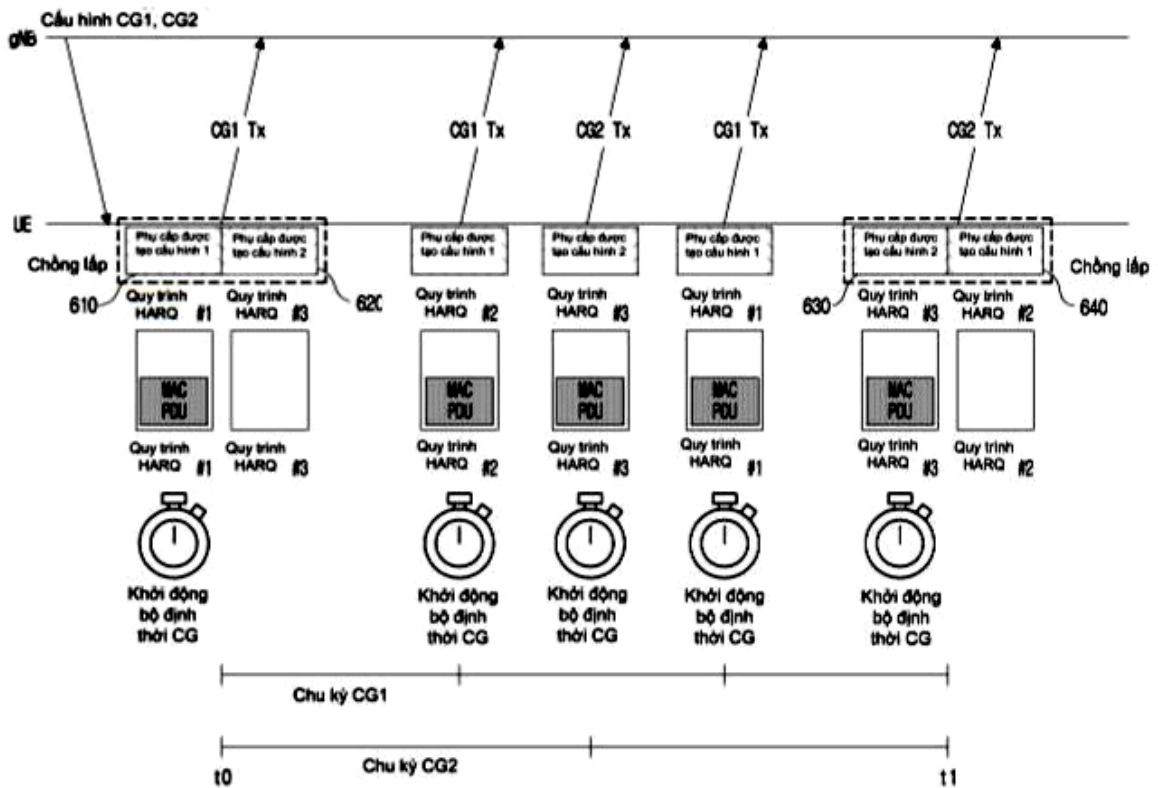 Cấu hình CG1, CG2
gNB
CG1 Tx
CG1 Tx
CG2 Tx
CG1 Tx
CG2 Tx
UE
Chồng lấp
Phụ cấp được
tạo cấu hình 1
Phụ cấp được
tạo cấu hình 2
Phụ cấp được
tạo cấu hình 1
Phụ cấp được
tạo cấu hình 2
Phụ cấp được
tạo cấu hình 1
Phụ cấp được
tạo cấu hình 2
Phụ cấp được
tạo cấu hình 1
Chồng lấp
610
620
630
640
Quy trình
HARQ #1
Quy trình
HARQ #3
Quy trình
HARQ #2
Quy trình
HARQ #3
Quy trình
HARQ #1
Quy trình
HARQ #3
Quy trình
HARQ #2
MAC
PDU
MAC
PDU
MAC
PDU
MAC
PDU
MAC
PDU
Quy trình
HARQ #1
Quy trình
HARQ #3
Quy trình
HARQ #2
Quy trình
HARQ #3
Quy trình
HARQ #1
Quy trình
HARQ #3
Quy trình
HARQ #2
Khởi động
bộ định
thời CG
Khởi động
bộ định
thời CG
Khởi động
bộ định
thời CG
Khởi động
bộ định
thời CG
Khởi động
bộ định
thời CG
Chu kỳ CG1
Chu kỳ CG2
t0
t1